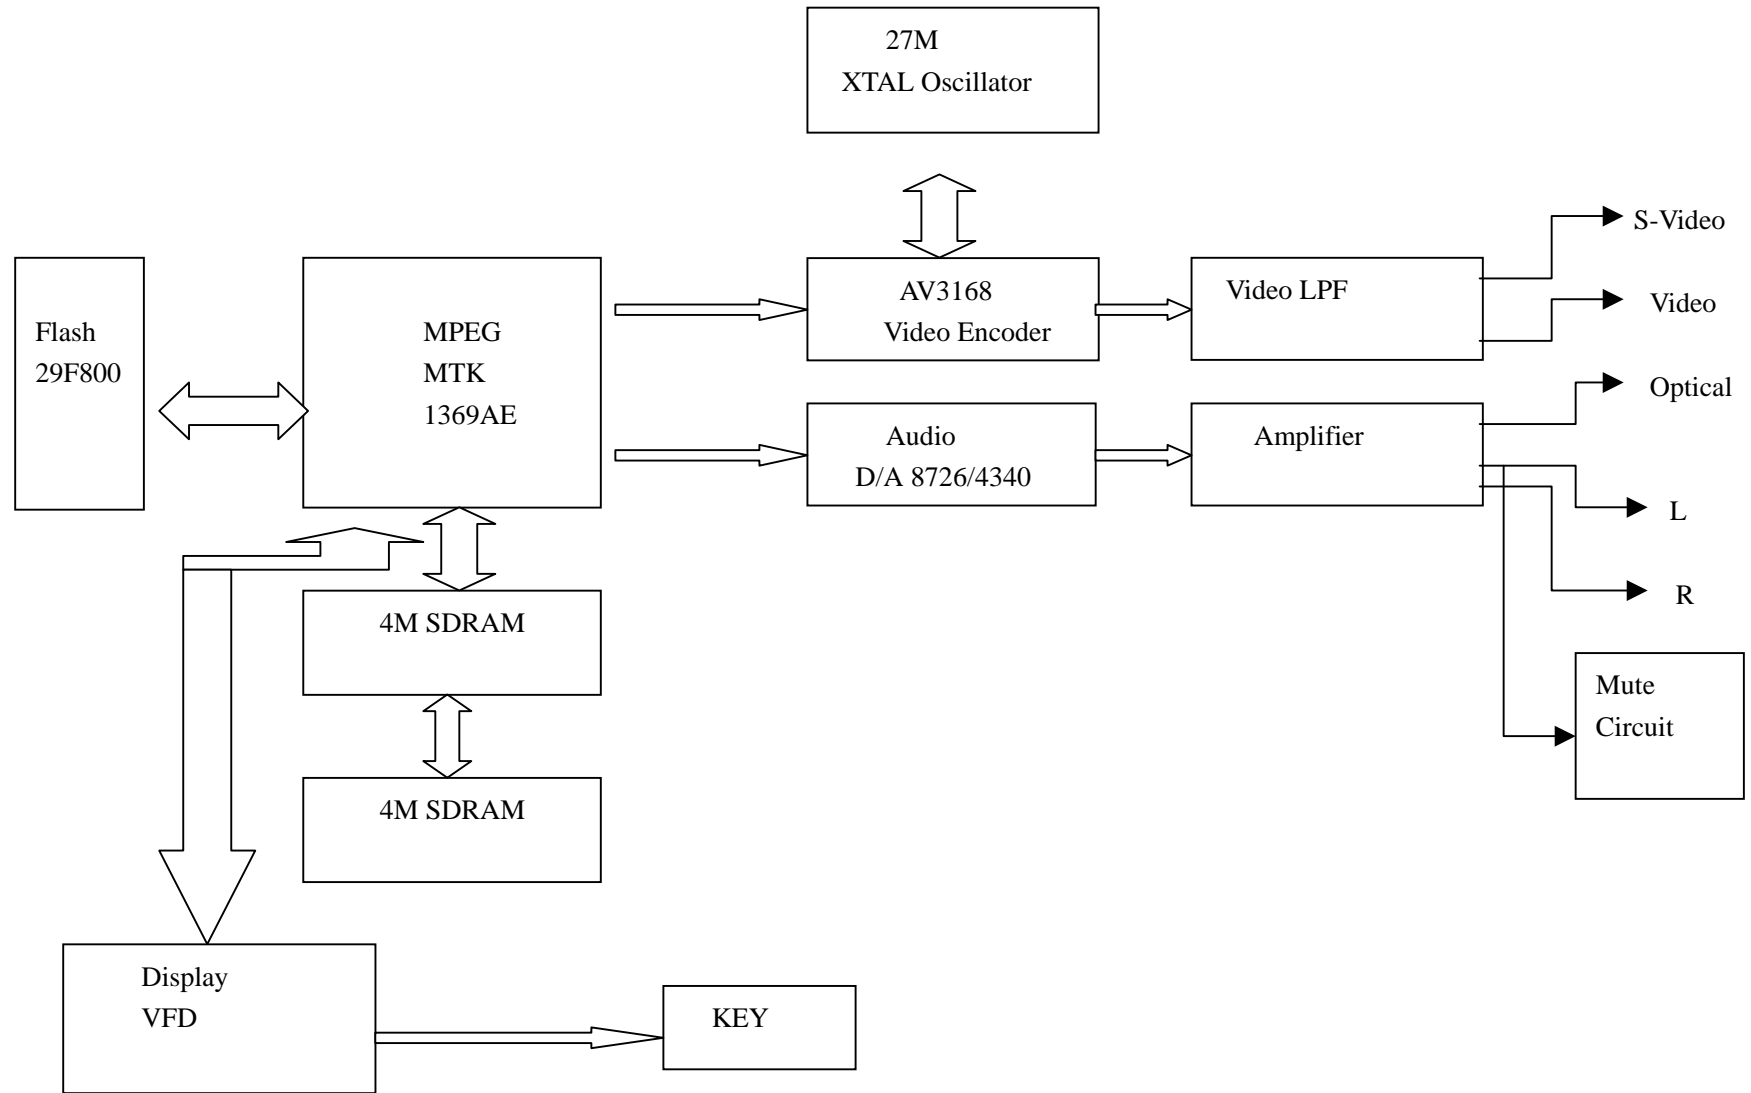 27M
XTAL Oscillator
S-Video
AV3168
Video Encoder
Video LPF
Video
Flash
29F800
MPEG
MTK
1369AE
Optical
Audio
D/A 8726/4340
Amplifier
L
R
4M SDRAM
Mute
Circuit
4M SDRAM
Display
VFD
KEY